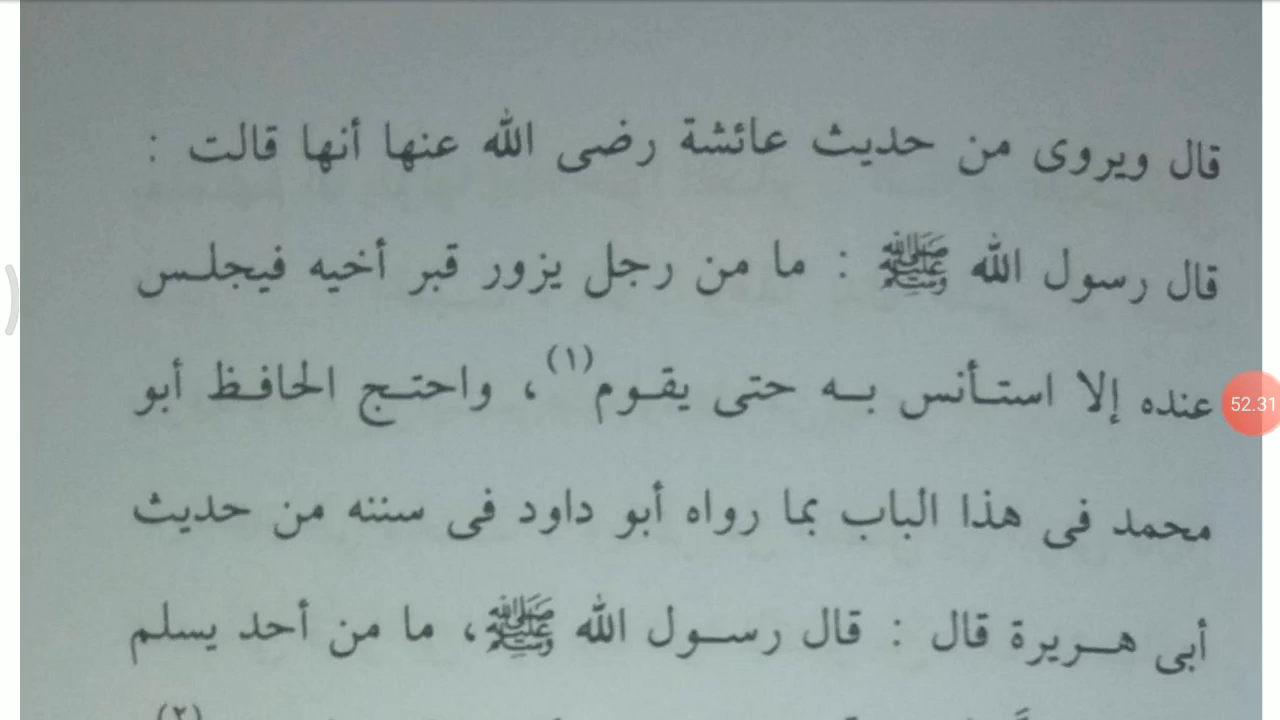 قال ويروى من حديث عائشة رضى الله عنها أنها قالت :
قال رسول الله ﷺ : ما من رجل يزور قبر أخيه فيجلس
عنده إلا استأنس به حتى يقوم(١)، واحتج الحافظ أبو
محمد فى هذا الباب بما رواه أبو داود فى سننه من حديث
أبى هريرة قال : قال رسول الله ﷺ، ما من أحد يسلم
(٢)
52.31